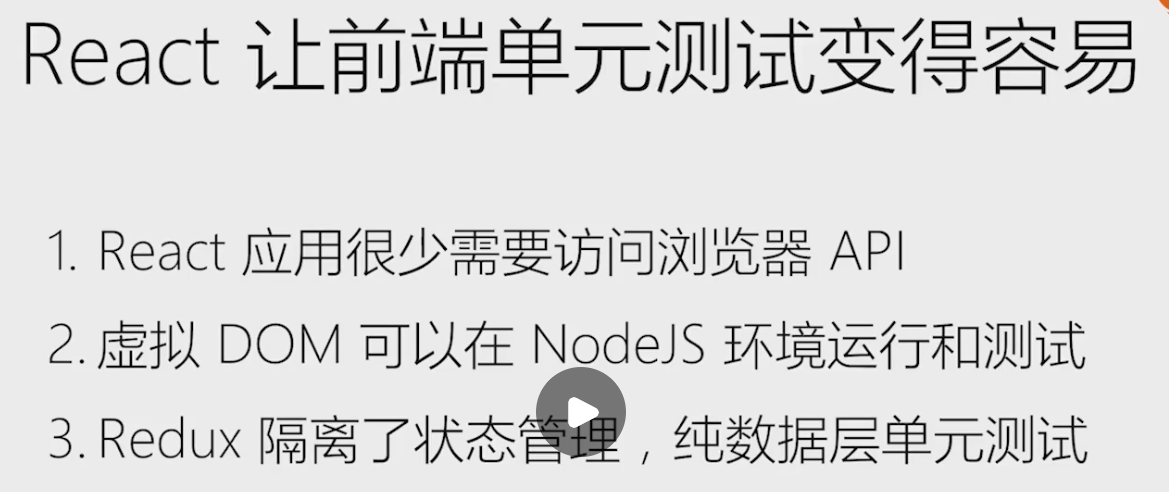 React 让前端单元测试变得容易
1. React 应用很少需要访问浏览器 API
2. 虚拟 DOM 可以在 NodeJS 环境运行和测试
3. Redux 隔离了状态管理，纯数据层单元测试